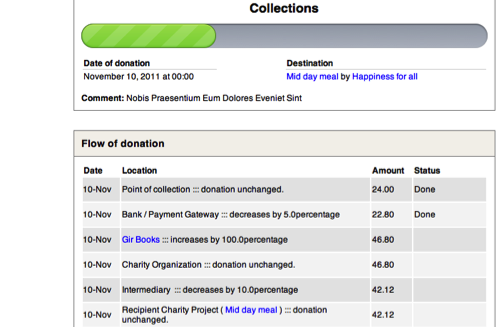 Collections
Date of donation Destination
November 10, 2011 at 00:00 Mid day meal by Happiness for all
Comment: Nobis Praesentium Eum Dolores Eveniet Sint
Flow of donation
Date Location Amount Status
10-Nov Point of collection ::: donation unchanged. 24.00 Done
10-Nov Bank / Payment Gateway ::: decreases by 5.0percentage 22.80 Done
10-Nov Gir Books ::: increases by 100.0percentage 46.80
10-Nov Charity Organization ::: donation unchanged. 46.80
10-Nov Intermediary ::: decreases by 10.0percentage 42.12
10-Nov Recipient Charity Project ( Mid day meal ) ::: donation 42.12
unchanged.